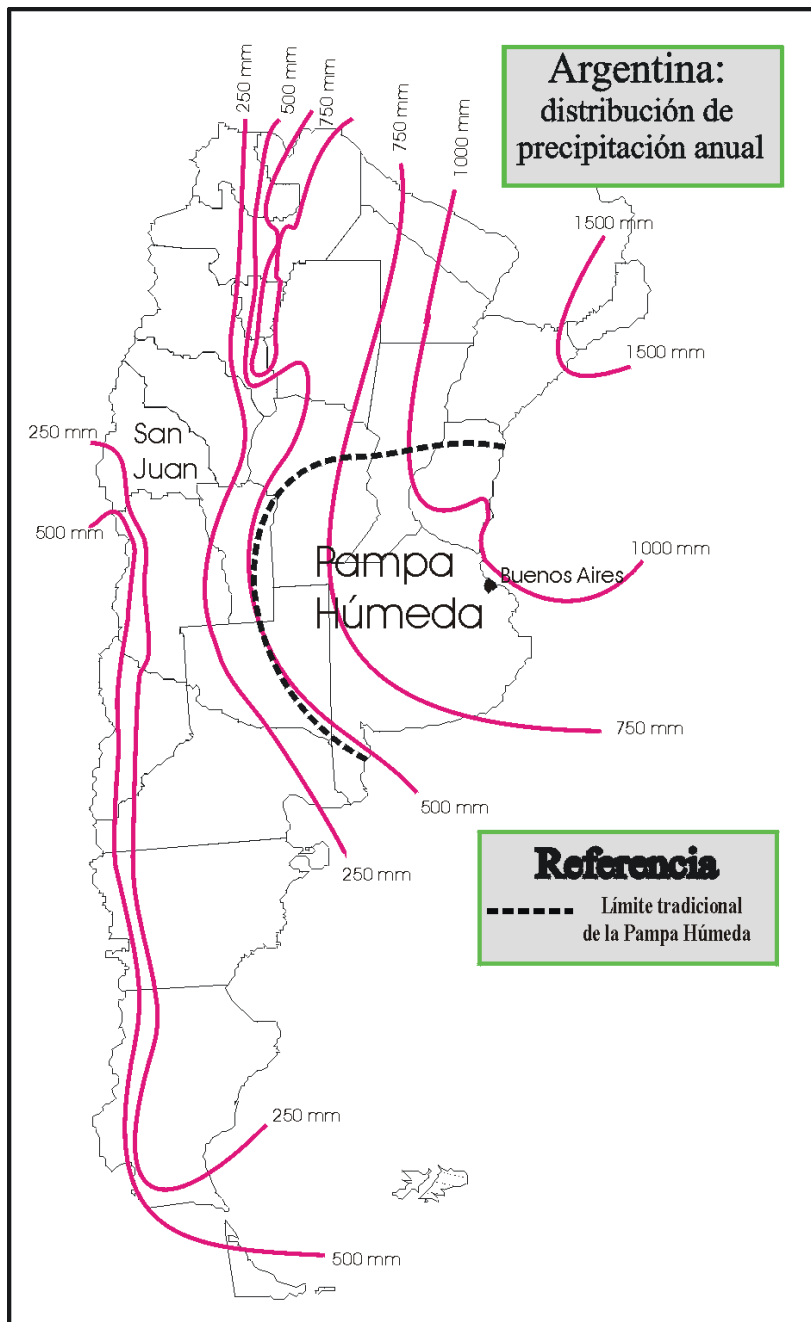 Argentina:
distribución de
precipitación anual
250 mm
500 mm
750 mm
750 mm
1000 mm
1500 mm
1500 mm
250 mm
San
Juan
500 mm
Pampa
Húmeda
Buenos Aires
1000 mm
750 mm
500 mm
250 mm
Referencia
Límite tradicional
de la Pampa Húmeda
250 mm
500 mm